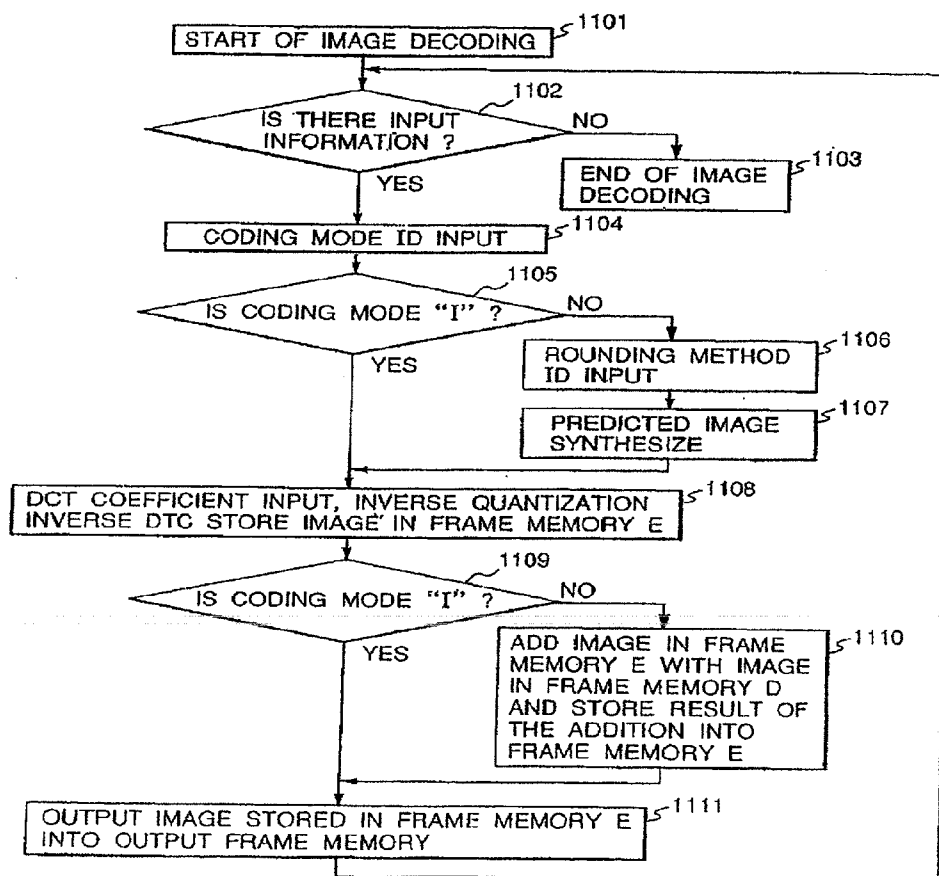 START OF IMAGE DECODING
1101
1102
IS THERE INPUT
INFORMATION ?
NO
YES
END OF IMAGE
DECODING
1103
CODING MODE ID INPUT
1104
1105
IS CODING MODE "I" ?
NO
YES
ROUNDING METHOD
ID INPUT
1106
PREDICTED IMAGE
SYNTHESIZE
1107
DCT COEFFICIENT INPUT, INVERSE QUANTIZATION
INVERSE DTC STORE IMAGE IN FRAME MEMORY E
1108
1109
IS CODING MODE "I" ?
NO
YES
ADD IMAGE IN FRAME
MEMORY E WITH IMAGE
IN FRAME MEMORY D
AND STORE RESULT OF
THE ADDITION INTO
FRAME MEMORY E
1110
OUTPUT IMAGE STORED IN FRAME MEMORY E
INTO OUTPUT FRAME MEMORY
1111